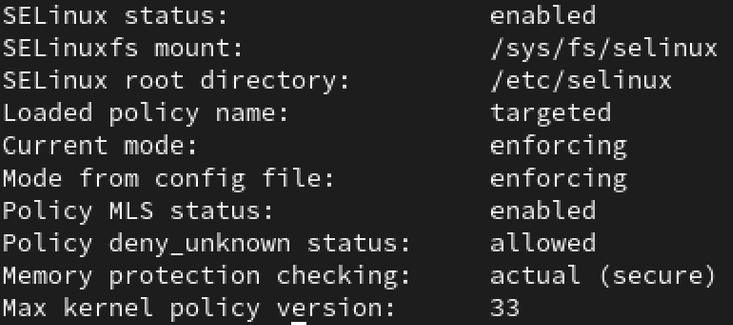 SELinux status:                 enabled
SELinuxfs mount:                /sys/fs/selinux
SELinux root directory:         /etc/selinux
Loaded policy name:             targeted
Current mode:                   enforcing
Mode from config file:          enforcing
Policy MLS status:              enabled
Policy deny_unknown status:     allowed
Memory protection checking:     actual (secure)
Max kernel policy version:      33